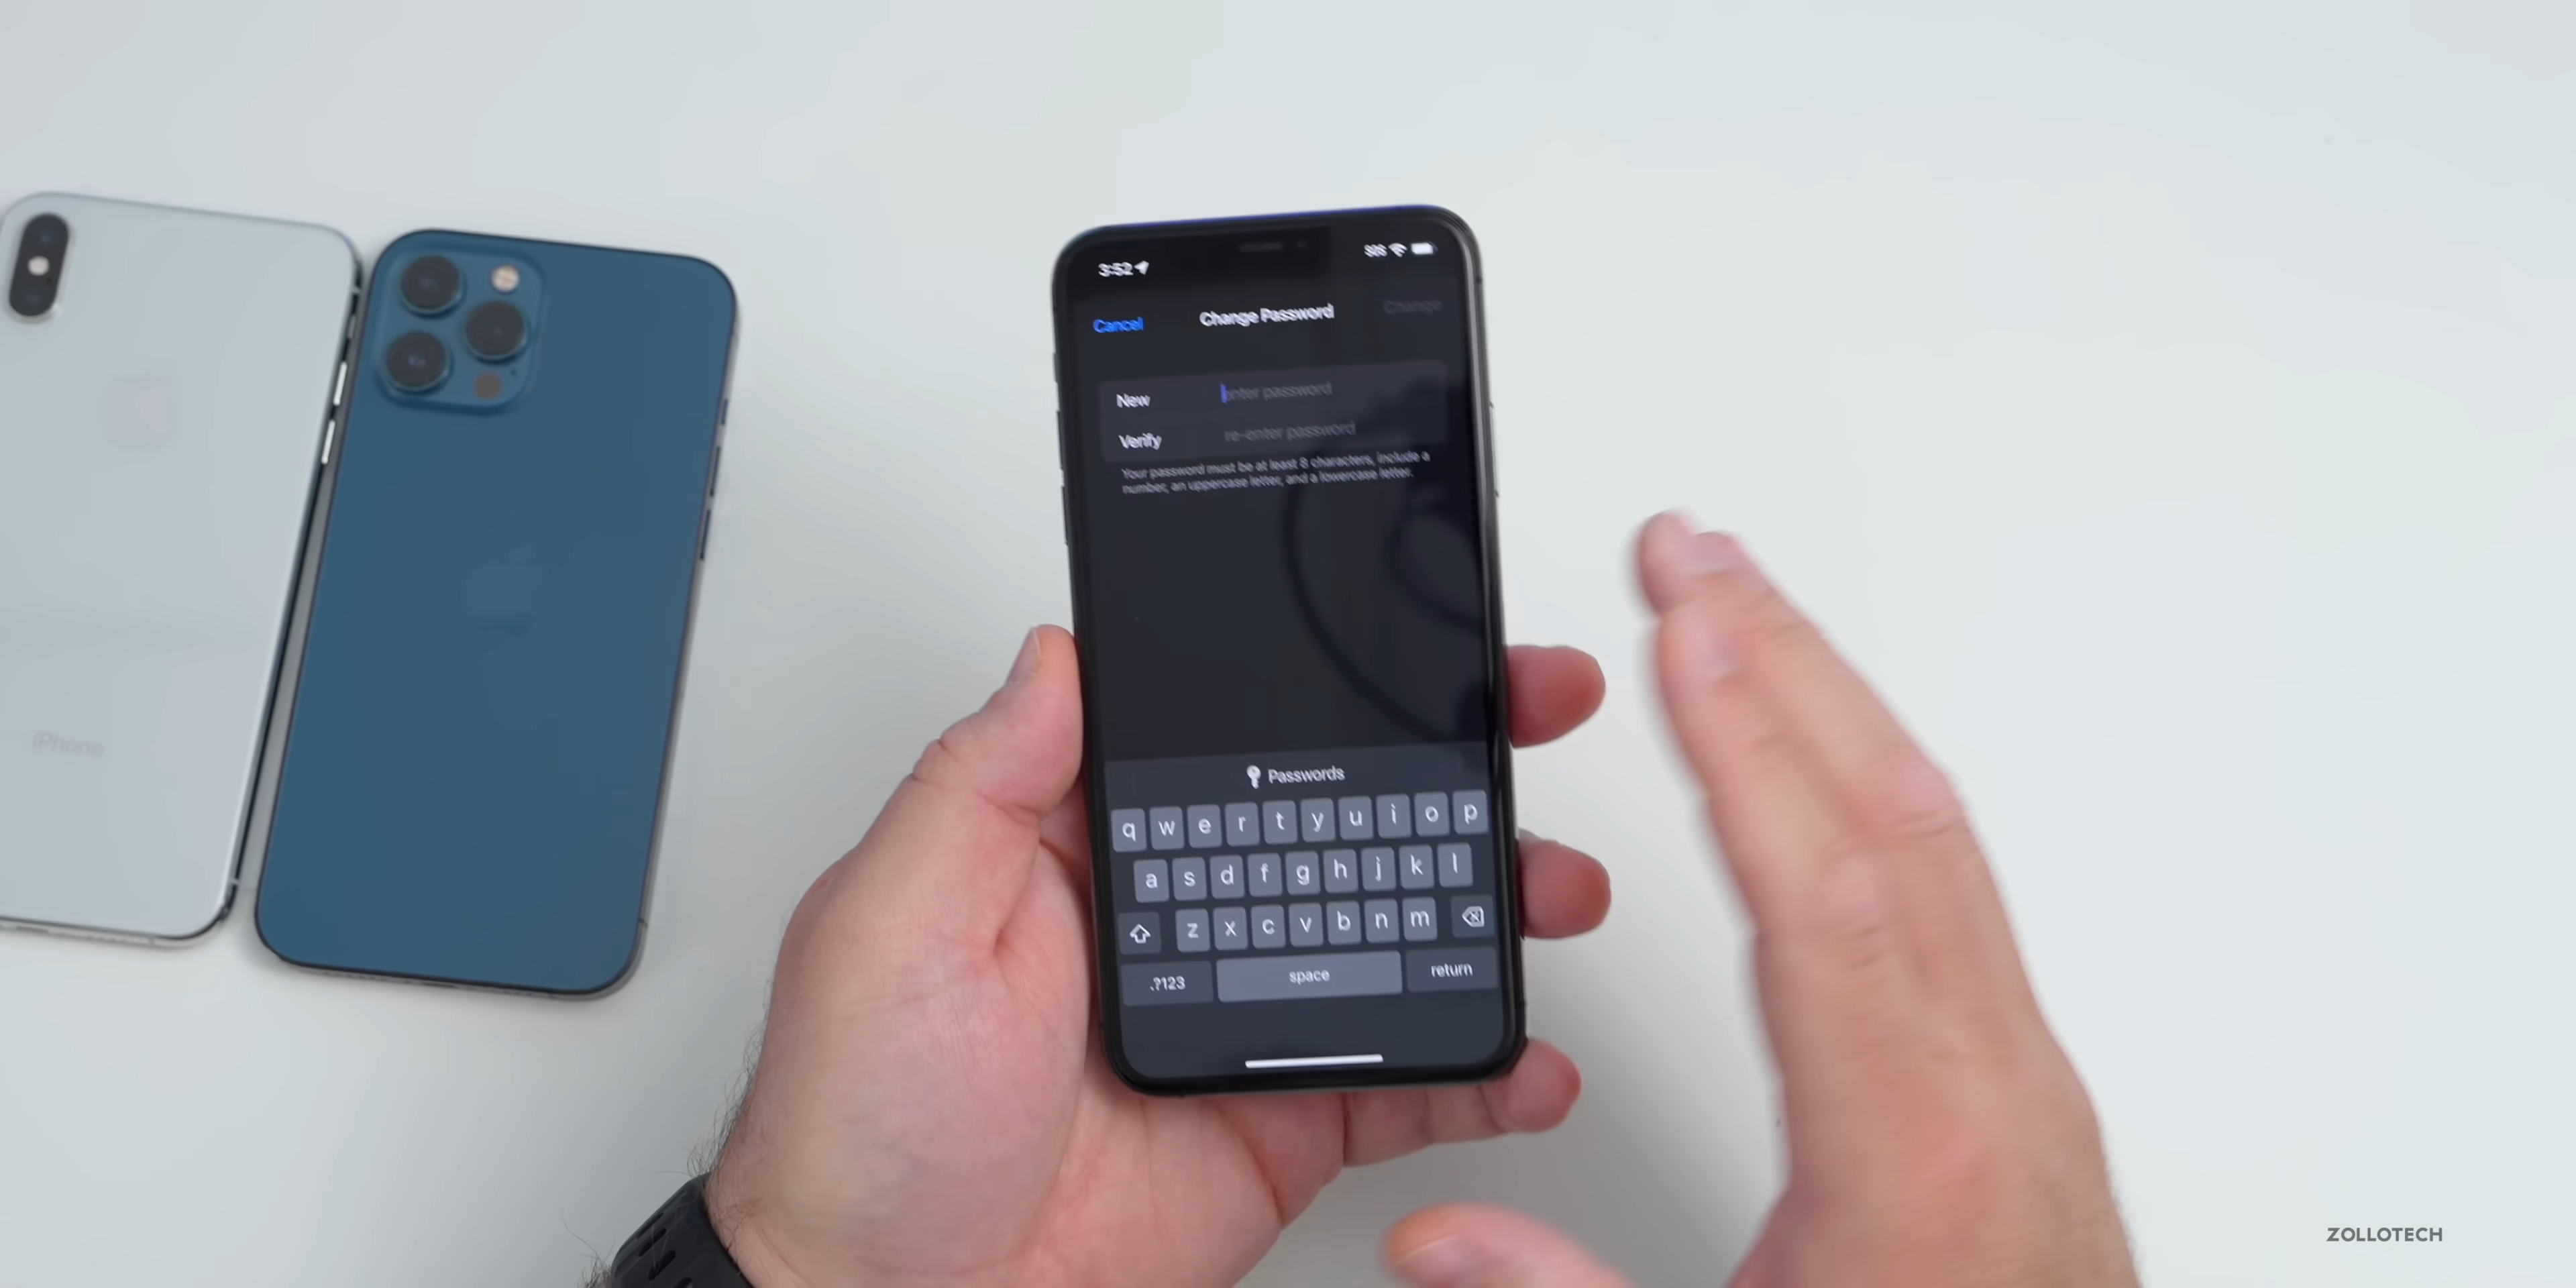 3:52
SOS
Cancel
Change Password
Change
New
enter password
Verify
re-enter password
Your password must be at least 8 characters, include a
number, an uppercase letter, and a lowercase letter.
iPhone
Passwords
q w e r t y u i o p
a s d f g h j k l
z x c v b n m
.?123
space
return
ZOLLOTECH